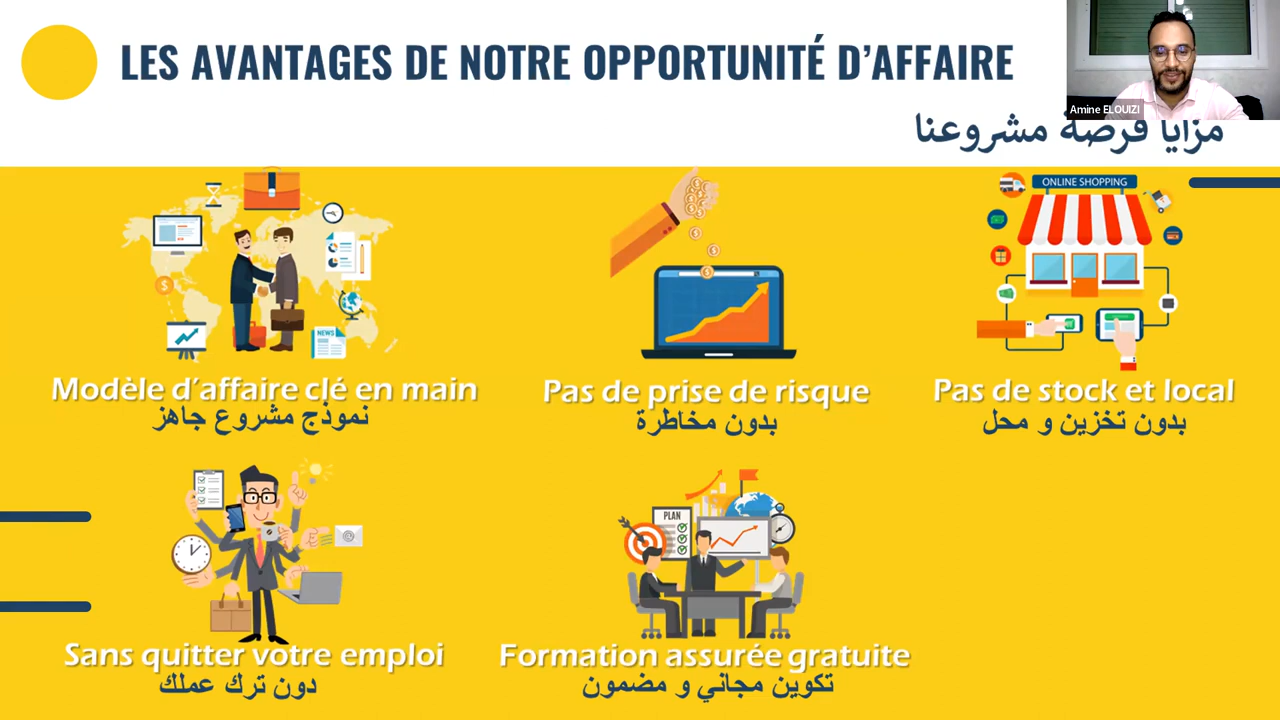 LES AVANTAGES DE NOTRE OPPORTUNITÉ D’AFFAIRE
Amine ELOUIZI
مزايا فرصة مشروعنا
ONLINE SHOPPING
NEWS
Modèle d’affaire clé en main
نموذج مشروع جاهز
Pas de prise de risque
بدون مخاطرة
Pas de stock et local
بدون تخزين و محل
PLAN
Sans quitter votre emploi
دون ترك عملك
Formation assurée gratuite
تكوين مجاني و مضمون